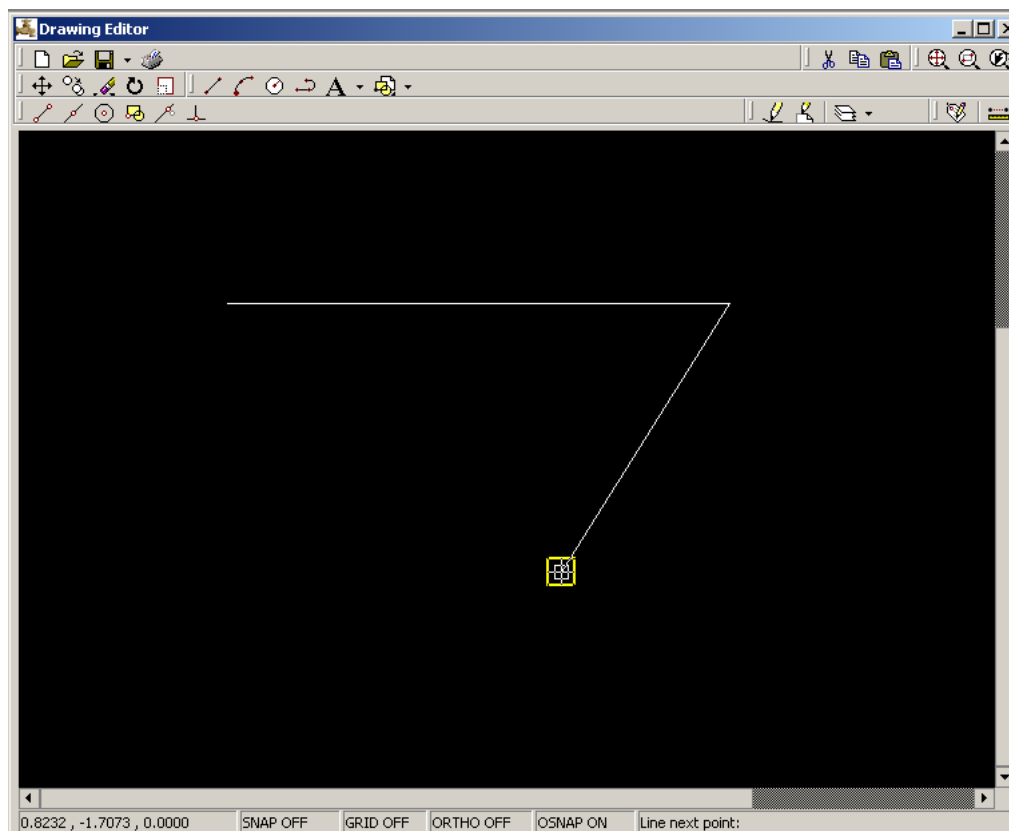 Drawing Editor
A
0.8232 , -1.7073 , 0.0000 SNAP OFF GRID OFF ORTHO OFF OSNAP ON Line next point: